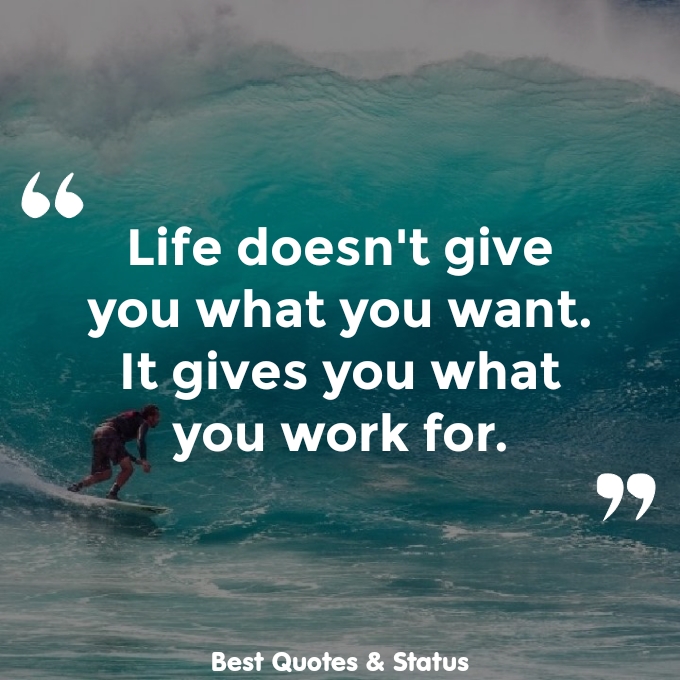 “
Life doesn't give
you what you want.
It gives you what
you work for.
”
Best Quotes & Status